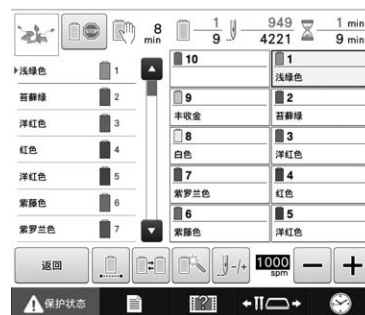 8 min
1
9
949
4221
1 min
9 min
浅绿色 1
苔藓绿 2
洋红色 3
红色 4
洋红色 5
紫藤色 6
紫罗兰色 7
10
1
浅绿色
9
丰收金
2
苔藓绿
8
白色
3
洋红色
7
紫罗兰色
4
红色
6
紫藤色
5
洋红色
返回
-/+
1000
spm
保护状态